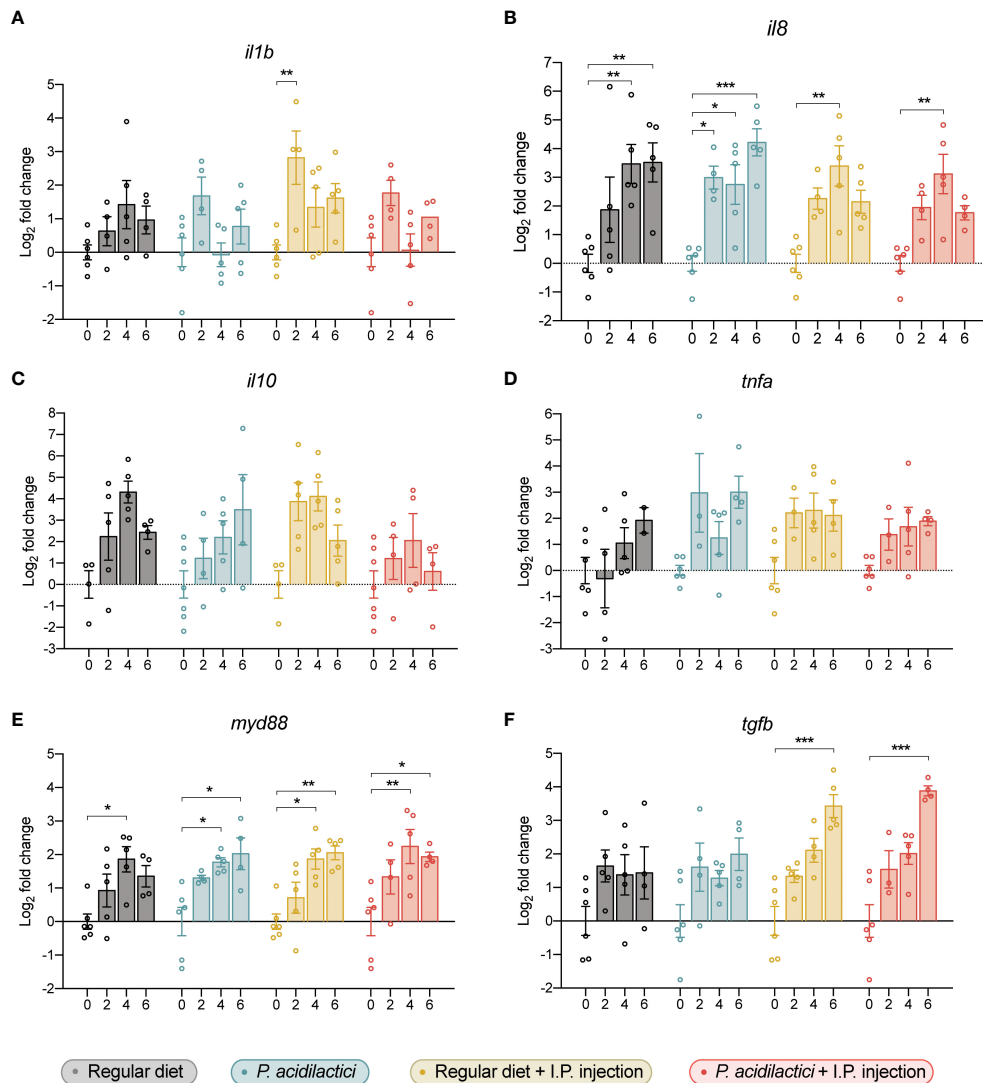 A
il1b
**
5
4
3
2
1
0
-1
-2
Log2 fold change
0 2 4 6 0 2 4 6 0 2 4 6 0 2 4 6
B
il8
**
**
***
*
*
**
**
8
7
6
5
4
3
2
1
0
-1
-2
Log2 fold change
0 2 4 6 0 2 4 6 0 2 4 6 0 2 4 6
C
il10
8
7
6
5
4
3
2
1
0
-1
-2
-3
Log2 fold change
0 2 4 6 0 2 4 6 0 2 4 6 0 2 4 6
D
tnfa
6
5
4
3
2
1
0
-1
-2
-3
Log2 fold change
0 2 4 6 0 2 4 6 0 2 4 6 0 2 4 6
E
myd88
*
*
*
**
*
*
**
5
4
3
2
1
0
-1
-2
Log2 fold change
0 2 4 6 0 2 4 6 0 2 4 6 0 2 4 6
F
tgfb
***
***
5
4
3
2
1
0
-1
-2
Log2 fold change
0 2 4 6 0 2 4 6 0 2 4 6 0 2 4 6
Regular diet P. acidilactici Regular diet + I.P. injection P. acidilactici + I.P. injection